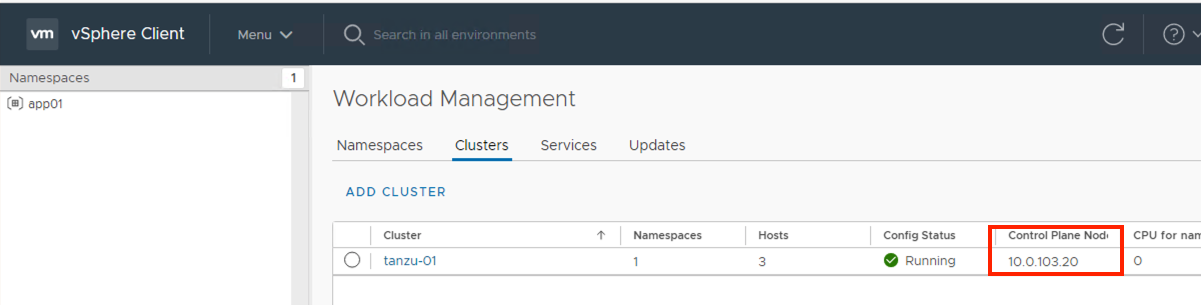 vm vSphere Client Menu Search in all environments
Namespaces 1
app01
Workload Management
Namespaces Clusters Services Updates
ADD CLUSTER
Cluster Namespaces Hosts Config Status Control Plane Node CPU for nam
tanzu-01 1 3 Running 10.0.103.20 0